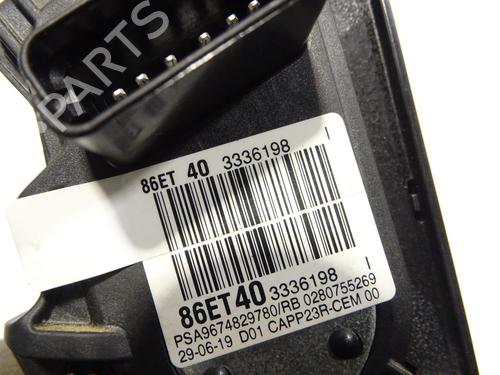 B-PARTS
86ET 40 3336198 I
86ET40 3336198 I
PSA9674829780/RB 0280755269
29-06-19 D01 CAPP23R-CEM 00